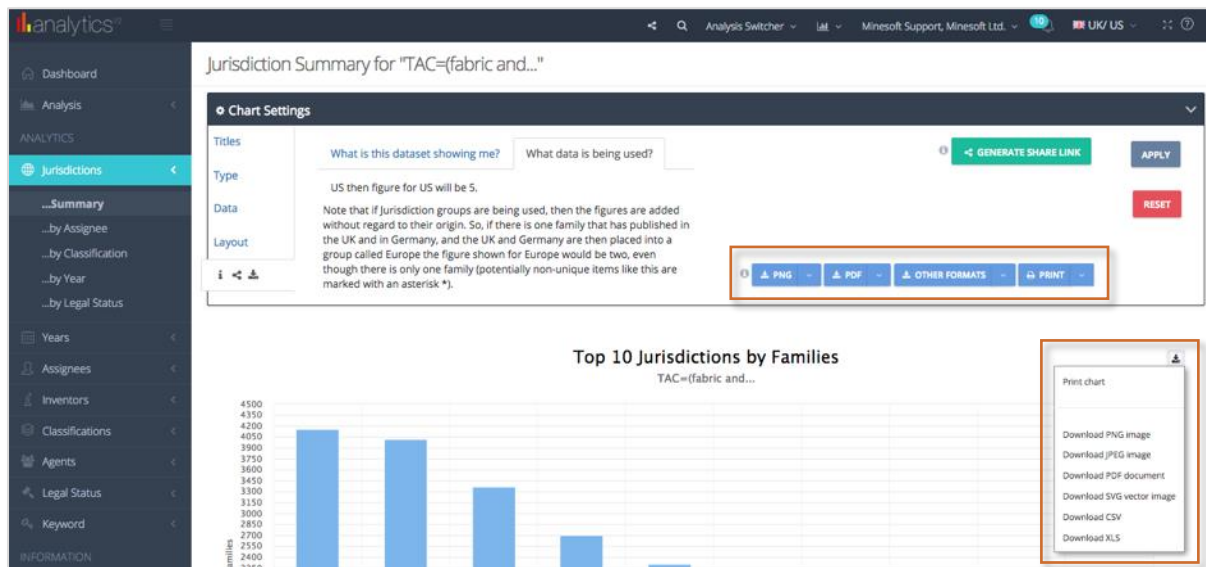 analytics v2
Analysis Switcher
Minesoft Support, Minesoft Ltd.
10
UK/ US
Dashboard
Analysis
ANALYTICS
Jurisdictions
...Summary
...by Assignee
...by Classification
...by Year
...by Legal Status
Years
Assignees
Inventors
Classifications
Agents
Legal Status
Keyword
INFORMATION
Jurisdiction Summary for "TAC=(fabric and..."
Chart Settings
Titles
Type
Data
Layout
What is this dataset showing me?
What data is being used?
US then figure for US will be 5.
Note that if Jurisdiction groups are being used, then the figures are added
without regard to their origin. So, if there is one family that has published in
the UK and in Germany, and the UK and Germany are then placed into a
group called Europe the figure shown for Europe would be two, even
though there is only one family (potentially non-unique items like this are
marked with an asterisk *).
GENERATE SHARE LINK
APPLY
RESET
PNG
PDF
OTHER FORMATS
PRINT
Top 10 Jurisdictions by Families
TAC=(fabric and...
4500
4350
4200
4050
3900
3750
3600
3450
3300
3150
3000
2850
2700
2550
2400
Families
Print chart
Download PNG image
Download JPEG image
Download PDF document
Download SVG vector image
Download CSV
Download XLS